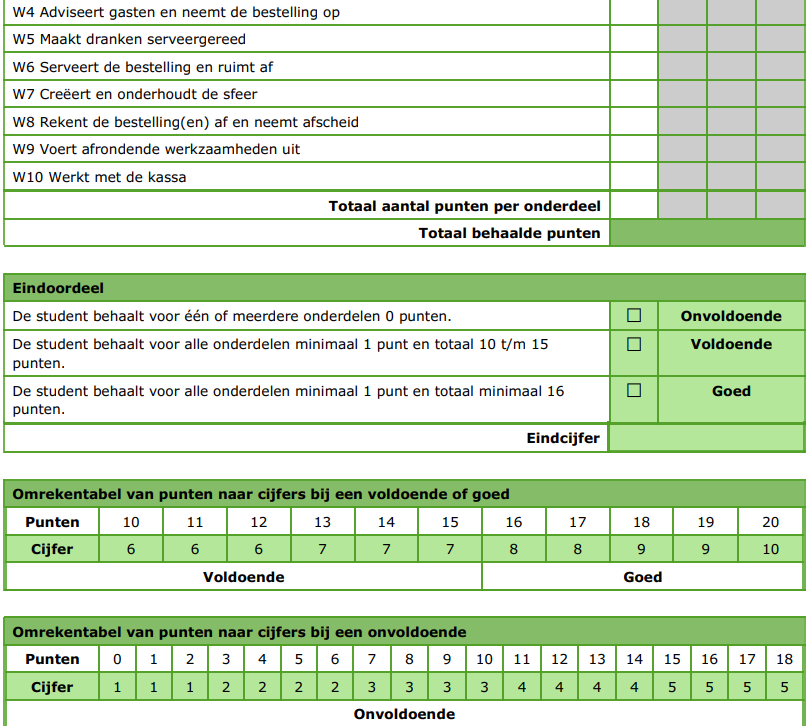 W4 Adviseert gasten en neemt de bestelling op
W5 Maakt dranken serveergereed
W6 Serveert de bestelling en ruimt af
W7 Creëert en onderhoudt de sfeer
W8 Rekent de bestelling(en) af en neemt afscheid
W9 Voert afrondende werkzaamheden uit
W10 Werkt met de kassa
Totaal aantal punten per onderdeel
Totaal behaalde punten
Eindoordeel
De student behaalt voor één of meerdere onderdelen 0 punten. ☐ Onvoldoende
De student behaalt voor alle onderdelen minimaal 1 punt en totaal 10 t/m 15 ☐ Voldoende
punten.
De student behaalt voor alle onderdelen minimaal 1 punt en totaal minimaal 16 ☐ Goed
punten.
Eindcijfer
Omrekentabel van punten naar cijfers bij een voldoende of goed
Punten 10 11 12 13 14 15 16 17 18 19 20
Cijfer 6 6 6 7 7 7 8 8 9 9 10
Voldoende Goed
Omrekentabel van punten naar cijfers bij een onvoldoende
Punten 0 1 2 3 4 5 6 7 8 9 10 11 12 13 14 15 16 17 18
Cijfer 1 1 1 2 2 2 2 3 3 3 3 4 4 4 4 5 5 5 5
Onvoldoende